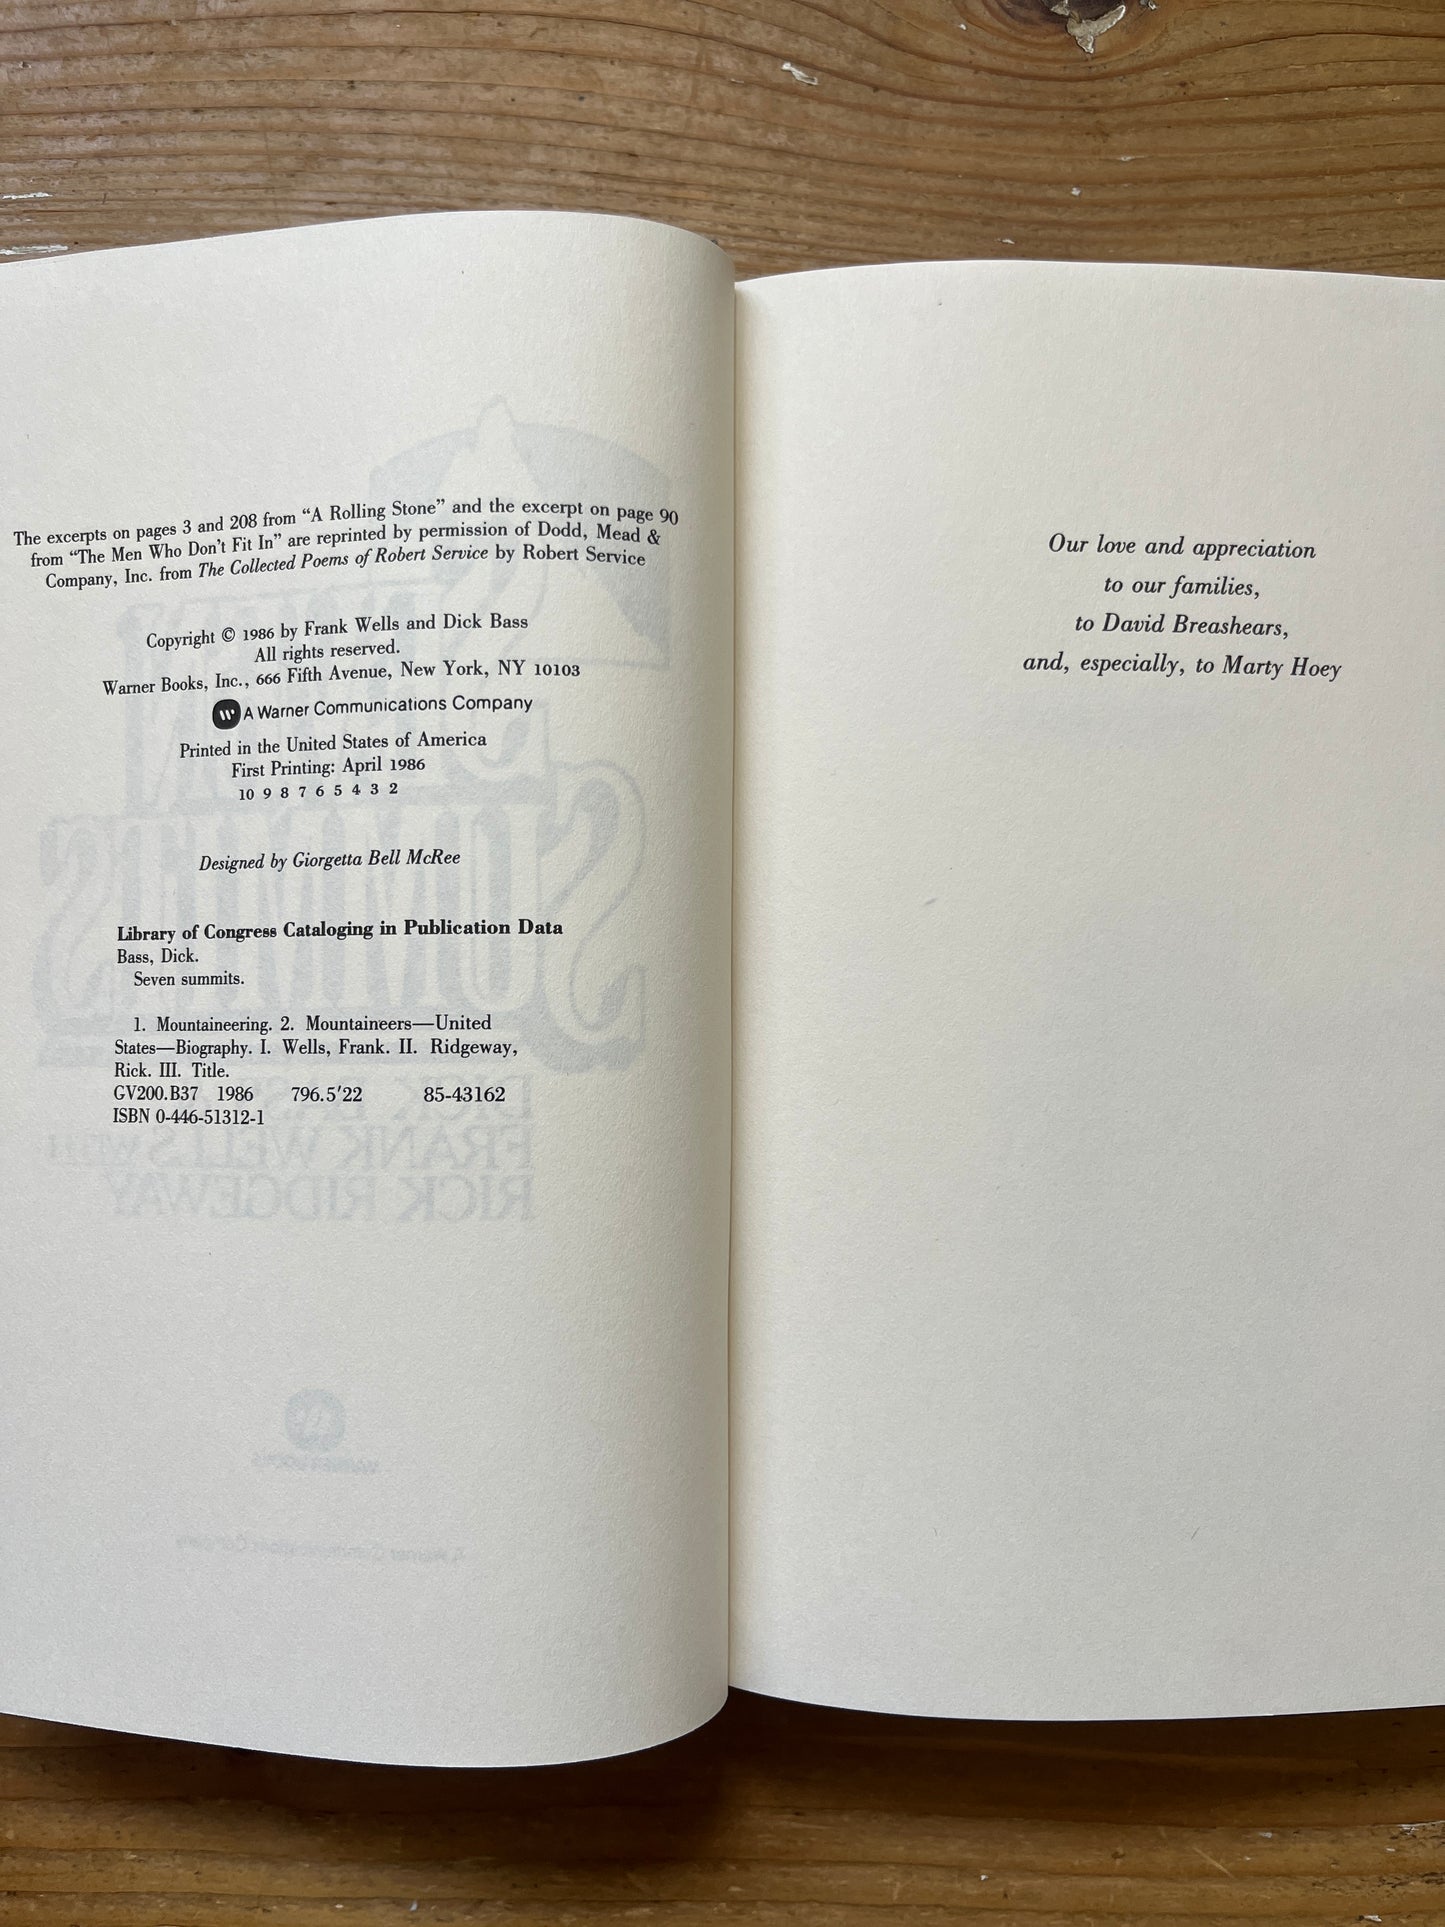 The excerpts on pages 3 and 208 from “A Rolling Stone” and the excerpt on page 90
from “The Men Who Don’t Fit In” are reprinted by permission of Dodd, Mead &
Company, Inc. from The Collected Poems of Robert Service by Robert Service
Copyright © 1986 by Frank Wells and Dick Bass
All rights reserved.
Warner Books, Inc., 666 Fifth Avenue, New York, NY 10103
A Warner Communications Company
Printed in the United States of America
First Printing: April 1986
10 9 8 7 6 5 4 3 2
Designed by Giorgetta Bell McRee
Library of Congress Cataloging in Publication Data
Bass, Dick.
Seven summits.
1. Mountaineering. 2. Mountaineers—United
States—Biography. I. Wells, Frank. II. Ridgeway,
Rick. III. Title.
GV200.B37 1986 796.5’22 85-43162
ISBN 0-446-51312-1
Our love and appreciation
to our families,
to David Breashears,
and, especially, to Marty Hoey